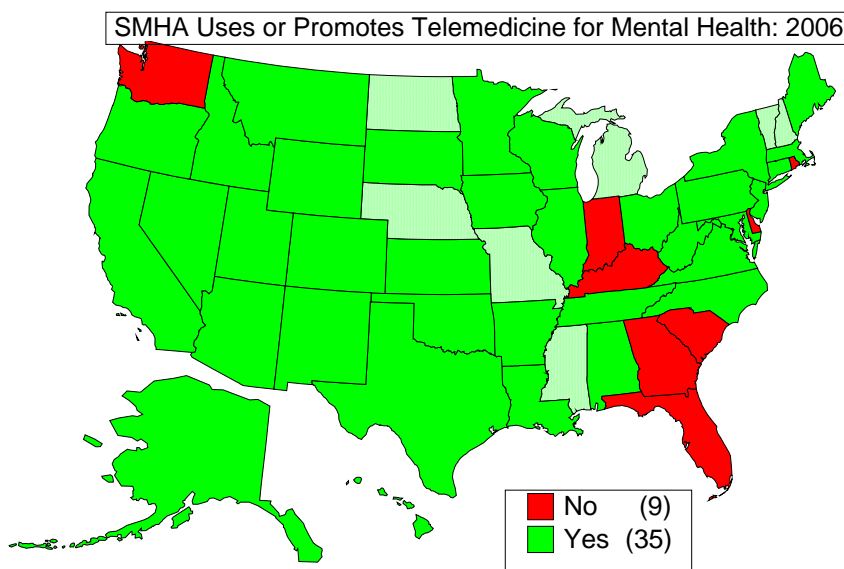 SMHA Uses or Promotes Telemedicine for Mental Health: 2006
No (9)
Yes (35)